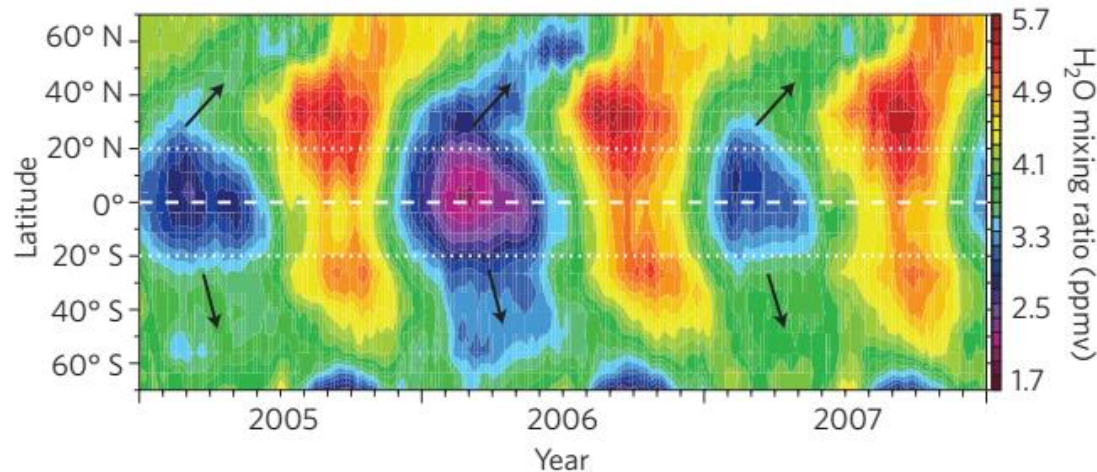 60° N
40° N
20° N
0°
20° S
40° S
60° S
Latitude
2005
2006
2007
Year
5.7
4.9
4.1
3.3
2.5
1.7
H₂O mixing ratio (ppmv)